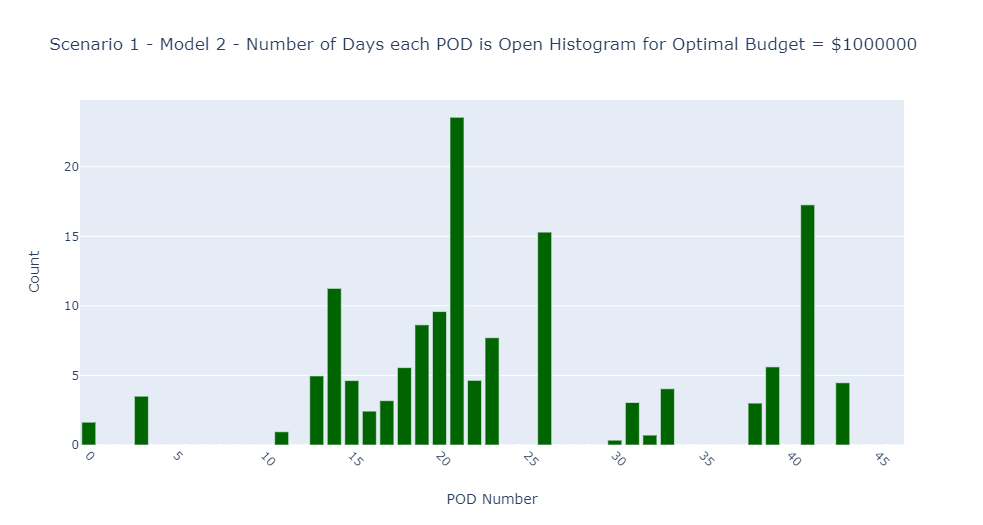 Scenario 1 - Model 2 - Number of Days each POD is Open Histogram for Optimal Budget = $1000000
20
15
10
5
0
Count
0 5 10 15 20 25 30 35 40 45
POD Number